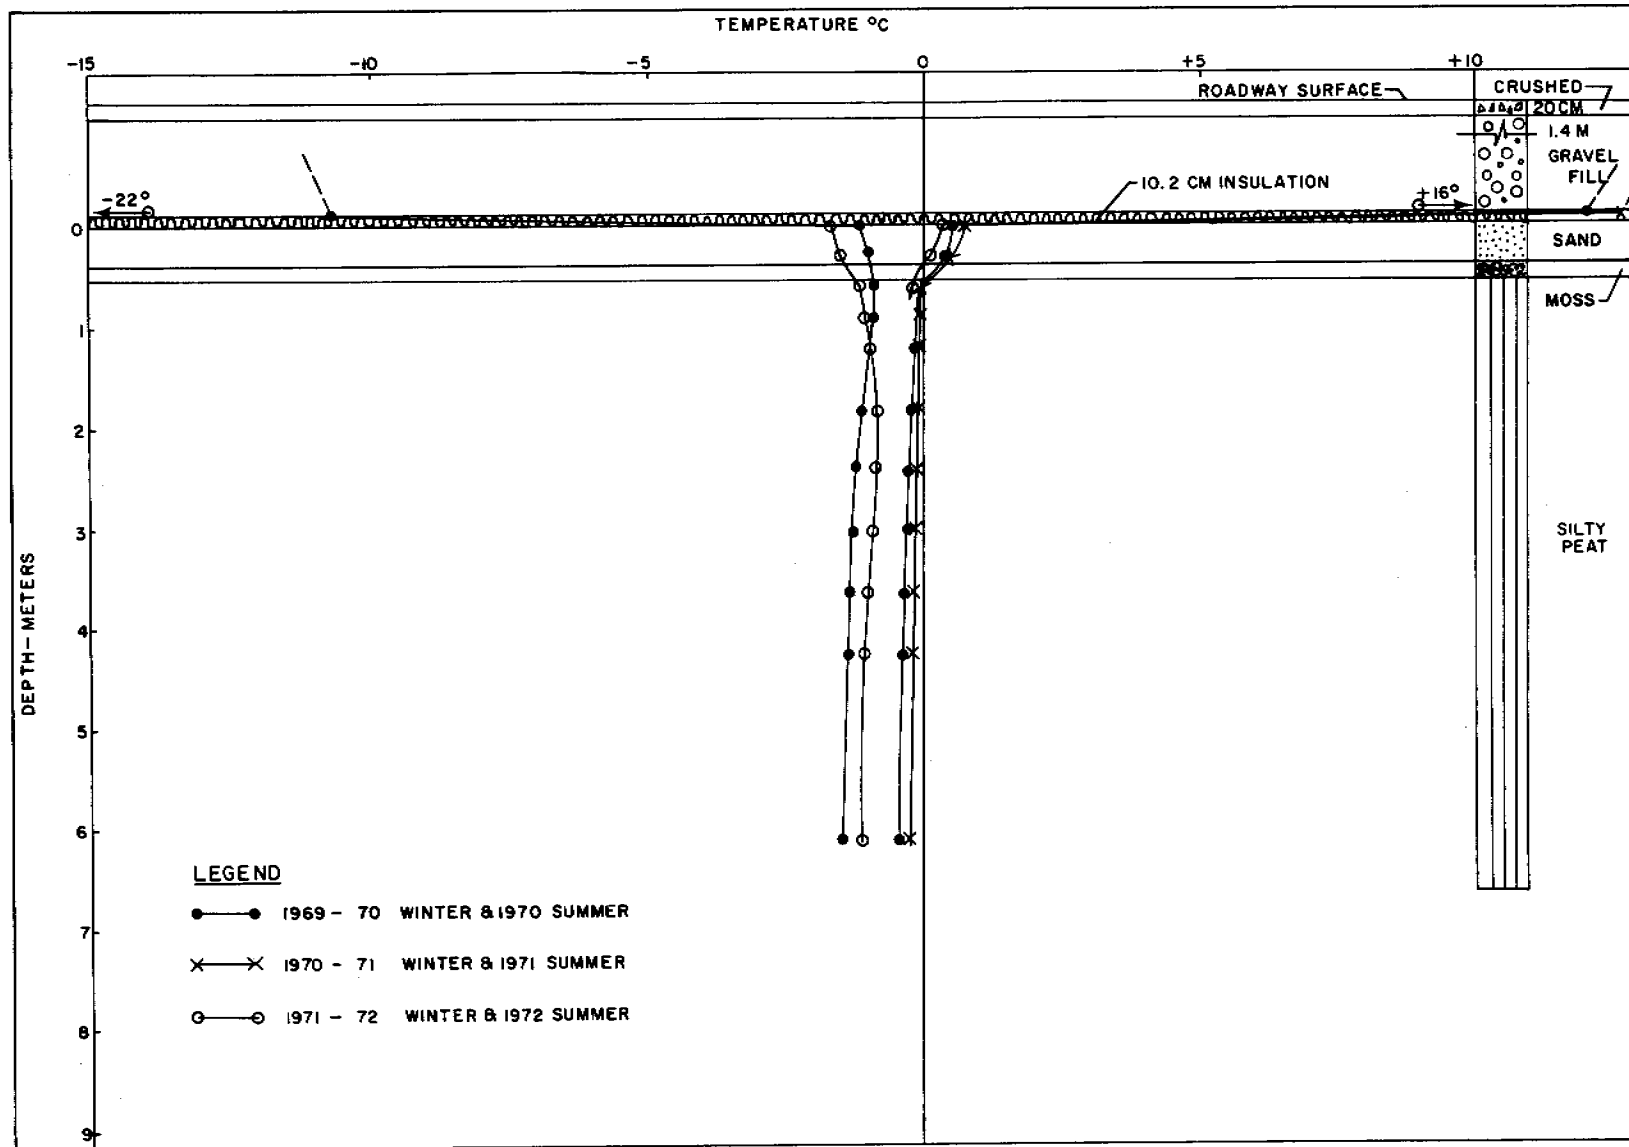 TEMPERATURE °C
-15 -10 -5 0 +5 +10
ROADWAY SURFACE
CRUSHED
20 CM
1.4 M
GRAVEL
FILL
-22°
10.2 CM INSULATION
+16°
0
SAND
MOSS
1
2
3
SILTY
PEAT
4
5
6
7
8
9
DEPTH-METERS
LEGEND
1969 - 70 WINTER & 1970 SUMMER
1970 - 71 WINTER & 1971 SUMMER
1971 - 72 WINTER & 1972 SUMMER